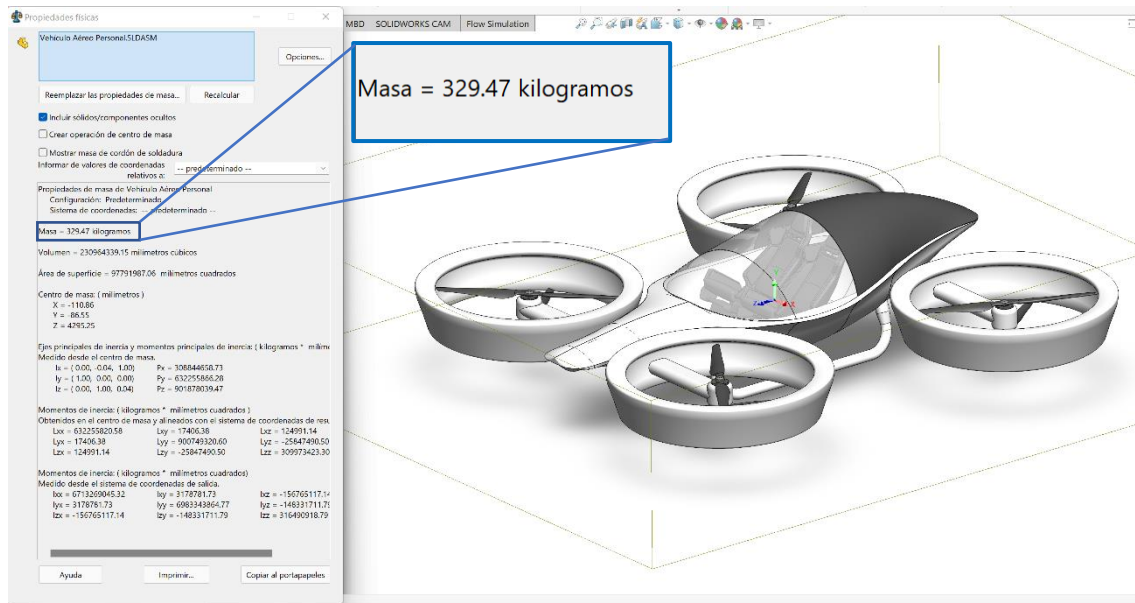 Propiedades físicas
MBD SOLIDWORKS CAM Flow Simulation
Vehículo Aéreo Personal.SLDASM
Opciones...
Reemplazar las propiedades de masa... Recalcular
Incluir sólidos/componentes ocultos
Crear operación de centro de masa
Mostrar masa de cordón de soldadura
Informar de valores de coordenadas relativos a: -- predeterminado --
Propiedades de masa de Vehículo Aéreo Personal
Configuración: Predeterminado
Sistema de coordenadas: -- predeterminado --
Masa = 329.47 kilogramos
Masa = 329.47 kilogramos
Volumen = 230964339.15 milímetros cúbicos
Área de superficie = 97791987.06 milímetros cuadrados
Centro de masa: ( milímetros )
X = -110.86
Y = -86.55
Z = 4295.25
Ejes principales de inercia y momentos principales de inercia: ( kilogramos * milíme
Medido desde el centro de masa.
Ix = ( 0.00, -0.04, 1.00) Px = 308844658.73
Iy = ( 1.00, 0.00, 0.00) Py = 632255866.28
Iz = ( 0.00, 1.00, 0.04) Pz = 901878039.47
Momentos de inercia: ( kilogramos * milímetros cuadrados )
Obtenidos en el centro de masa y alineados con el sistema de coordenadas de resu
Lxx = 632255820.58 Lxy = 17406.38 Lxz = 124991.14
Lyx = 17406.38 Lyy = 900749320.60 Lyz = -25847490.50
Lzx = 124991.14 Lzy = -25847490.50 Lzz = 309973423.30
Momentos de inercia: ( kilogramos * milímetros cuadrados)
Medido desde el sistema de coordenadas de salida.
Ixx = 6713269045.32 Ixy = 3178781.73 Ixz = -156765117.14
Iyx = 3178781.73 Iyy = 6983343864.77 Iyz = -148331711.79
Izx = -156765117.14 Izy = -148331711.79 Izz = 316490918.79
Ayuda Imprimir... Copiar al portapapeles